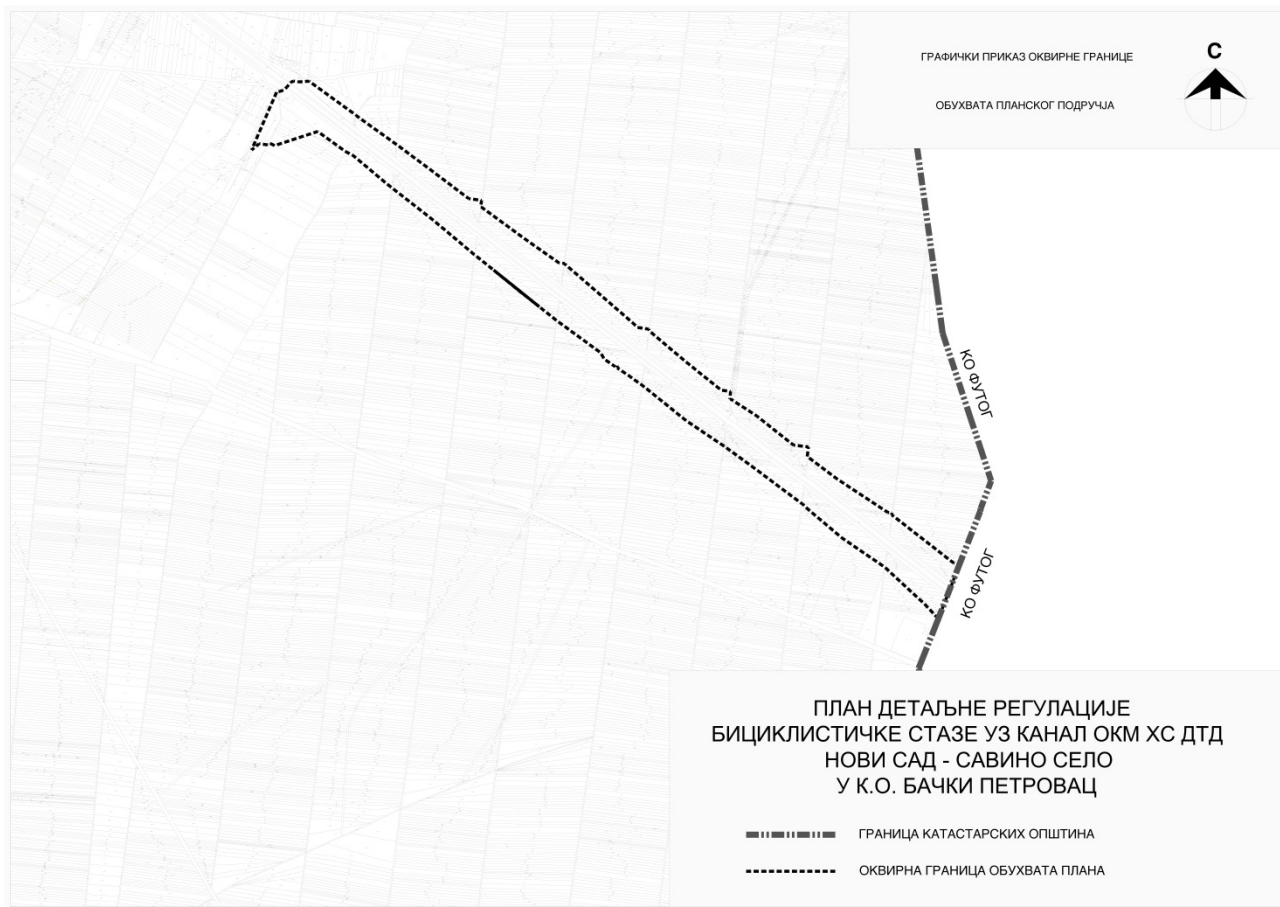 ГРАФИЧКИ ПРИКАЗ ОКВИРНЕ ГРАНИЦЕ
ОБУХВАТА ПЛАНСКОГ ПОДРУЧЈА
С
КО ФУТОГ
КО ФУТОГ
ПЛАН ДЕТАЉНЕ РЕГУЛАЦИЈЕ
БИЦИКЛИСТИЧКЕ СТАЗЕ УЗ КАНАЛ ОКМ ХС ДТД
НОВИ САД - САВИНО СЕЛО
У К.О. БАЧКИ ПЕТРОВАЦ
ГРАНИЦА КАТАСТАРСКИХ ОПШТИНА
ОКВИРНА ГРАНИЦА ОБУХВАТА ПЛАНА